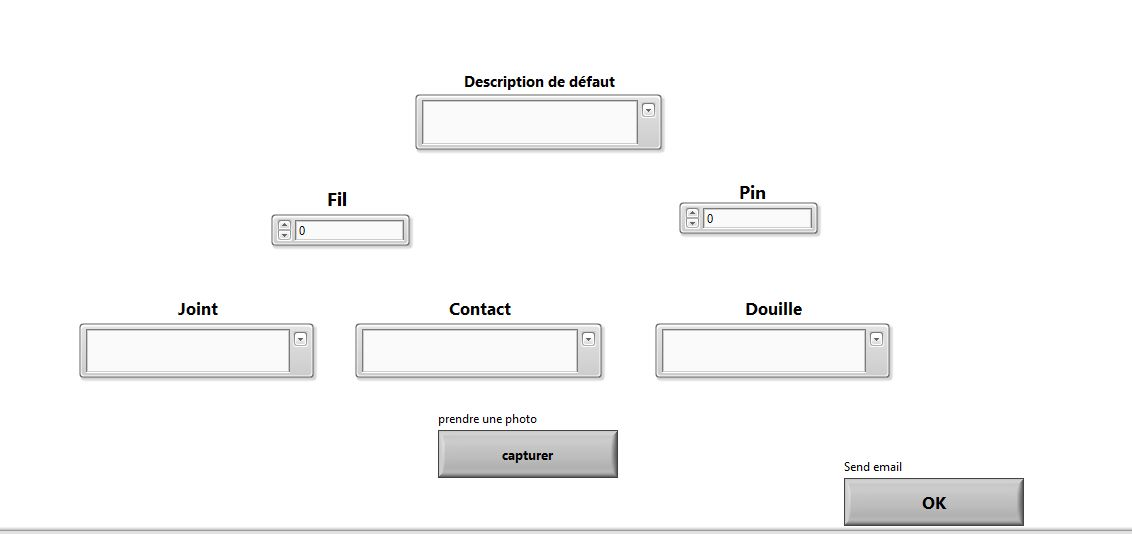 Description de défaut
Fil
Pin
0
0
Joint
Contact
Douille
prendre une photo
capturer
Send email
OK